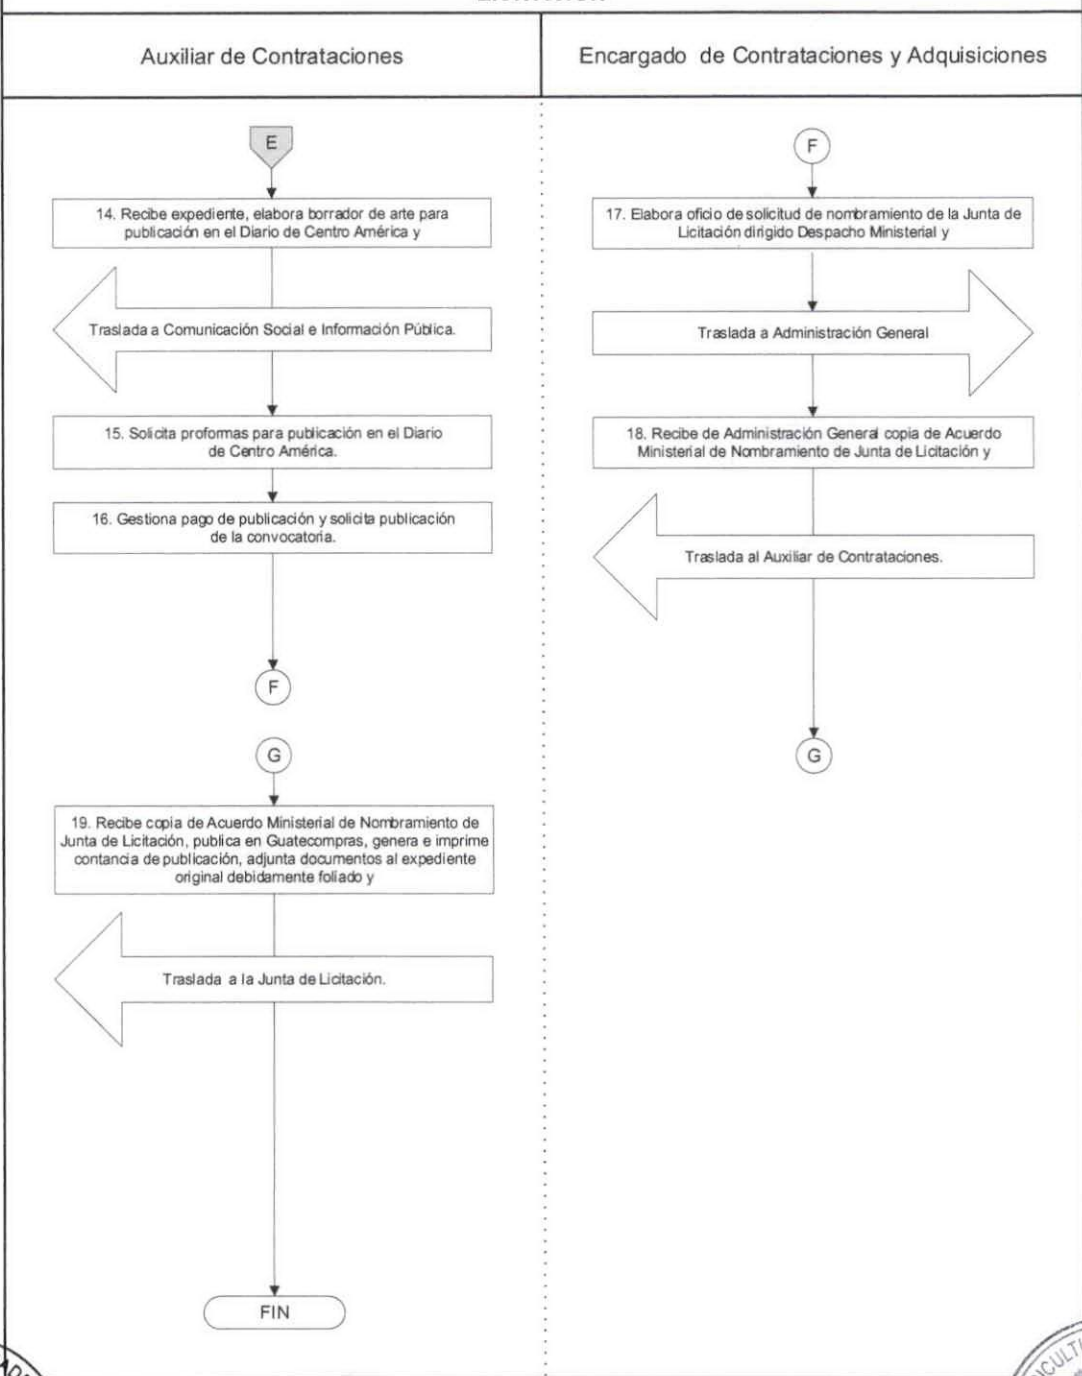 Auxiliar de Contrataciones
Encargado de Contrataciones y Adquisiciones
E
14. Recibe expediente, elabora borrador de arte para
publicación en el Diario de Centro América y
Traslada a Comunicación Social e Información Pública.
15. Solicita proformas para publicación en el Diario
de Centro América.
16. Gestiona pago de publicación y solicita publicación
de la convocatoria.
F
G
19. Recibe copia de Acuerdo Ministerial de Nombramiento de
Junta de Licitación, publica en Guatecompras, genera e imprime
contancia de publicación, adjunta documentos al expediente
original debidamente foliado y
Traslada a la Junta de Licitación.
FIN
F
17. Elabora oficio de solicitud de nombramiento de la Junta de
Licitación dirigido Despacho Ministerial y
Traslada a Administración General
18. Recibe de Administración General copia de Acuerdo
Ministerial de Nombramiento de Junta de Licitación y
Traslada al Auxiliar de Contrataciones.
G